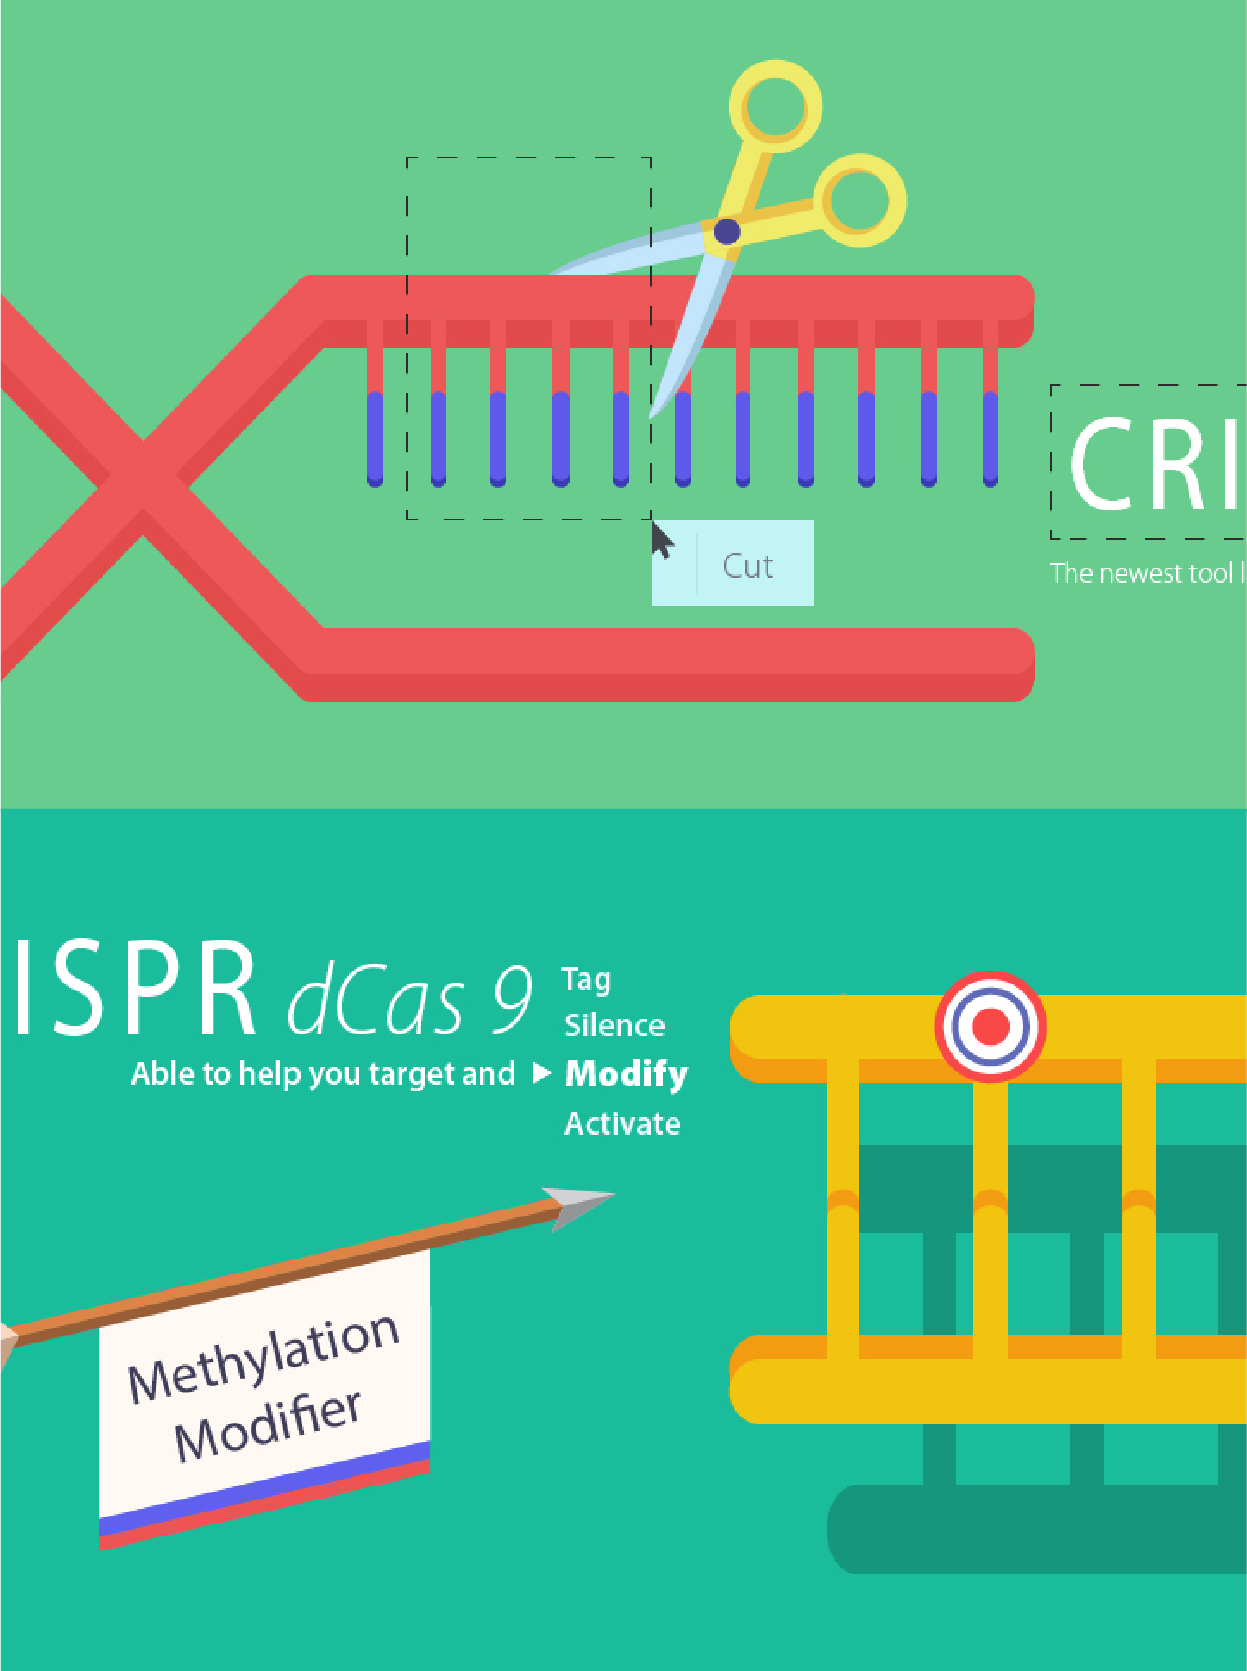 Cut
CRI
The newest tool l
ISPR dCas 9
Able to help you target and
Tag
Silence
Modify
Activate
Methylation
Modifier